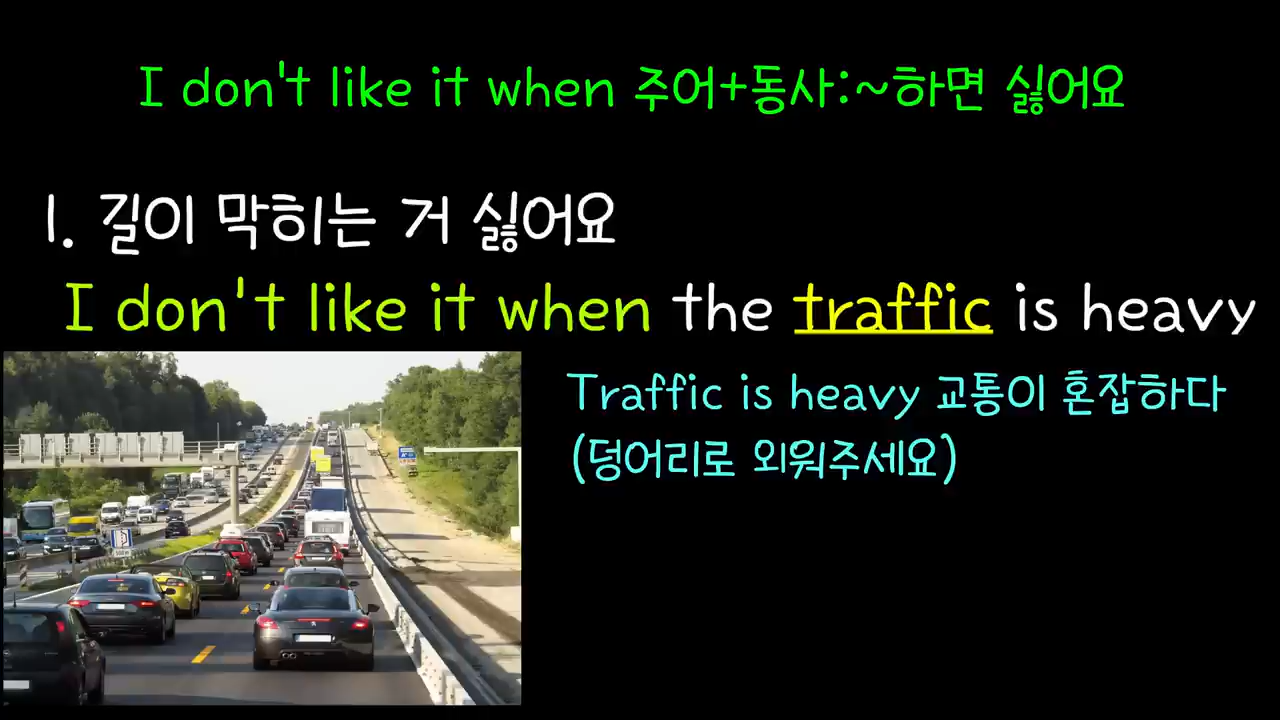 I don't like it when 주어+동사:~하면 싫어요
1. 길이 막히는 거 싫어요
I don't like it when the traffic is heavy
Traffic is heavy 교통이 혼잡하다
(덩어리로 외워주세요)